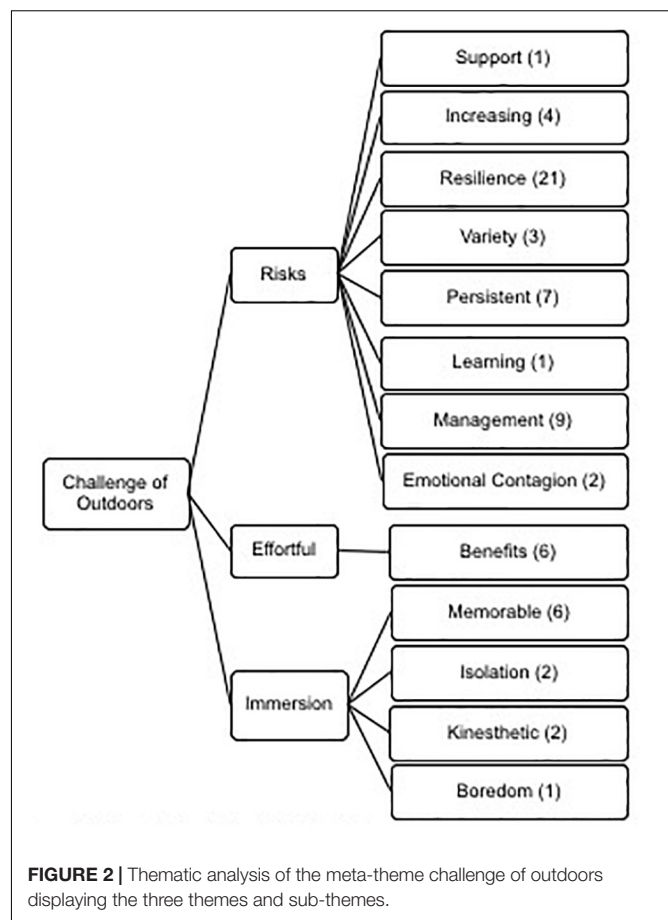 Support (1)
Increasing (4)
Resilience (21)
Variety (3)
Risks
Persistent (7)
Learning (1)
Management (9)
Emotional Contagion (2)
Challenge of
Outdoors
Effortful
Benefits (6)
Memorable (6)
Isolation (2)
Immersion
Kinesthetic (2)
Boredom (1)
FIGURE 2 | Thematic analysis of the meta-theme challenge of outdoors
displaying the three themes and sub-themes.